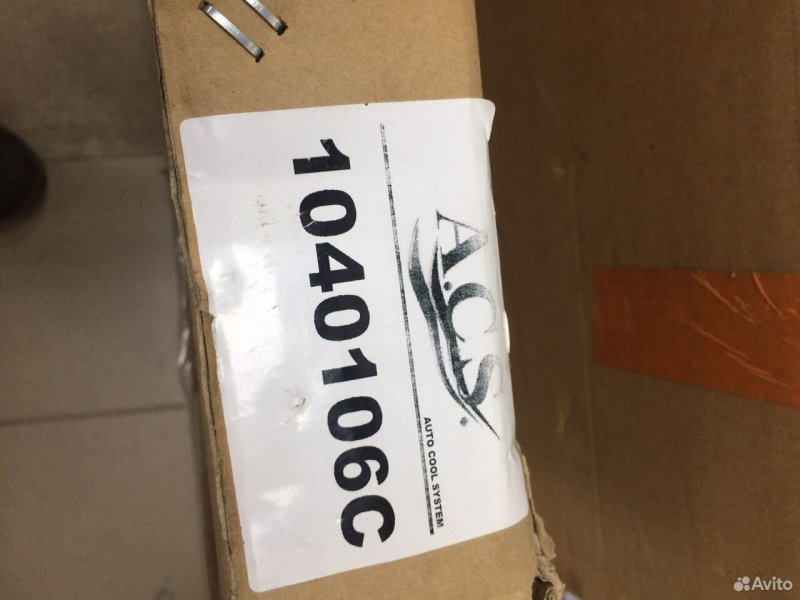 A.C.S.
AUTO COOL SYSTEM
1040106C
Avito